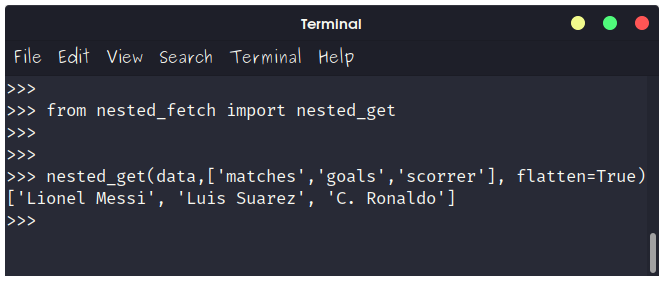 Terminal
File Edit View Search Terminal Help
>>>
>>> from nested_fetch import nested_get
>>>
>>>
>>> nested_get(data,['matches','goals','scorrer'], flatten=True)
['Lionel Messi', 'Luis Suarez', 'C. Ronaldo']
>>>